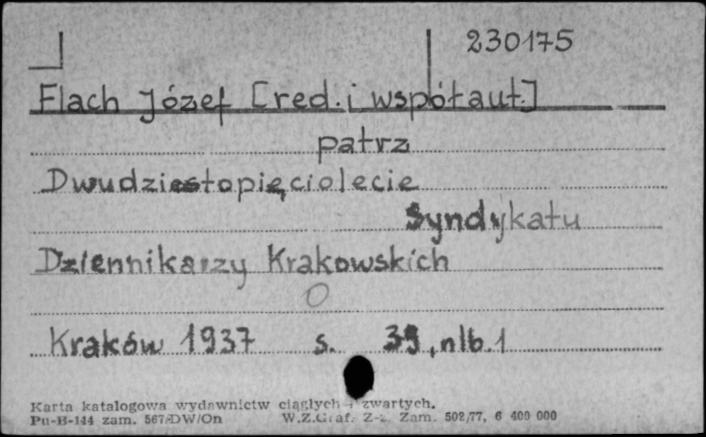 230175
Flach Józef [red. i współaut.]
patrz
Dwudziestopięciolecie
Syndykatu
Dziennikarzy Krakowskich
Kraków 1937 s. 39, nlb. 1
Karta katalogowa wydawnictw ciągłych i zwartych.
Pu-B-144 zam. 567/DW/On W.Z.Graf. Z-2. Zam. 502/77, 6 400 000